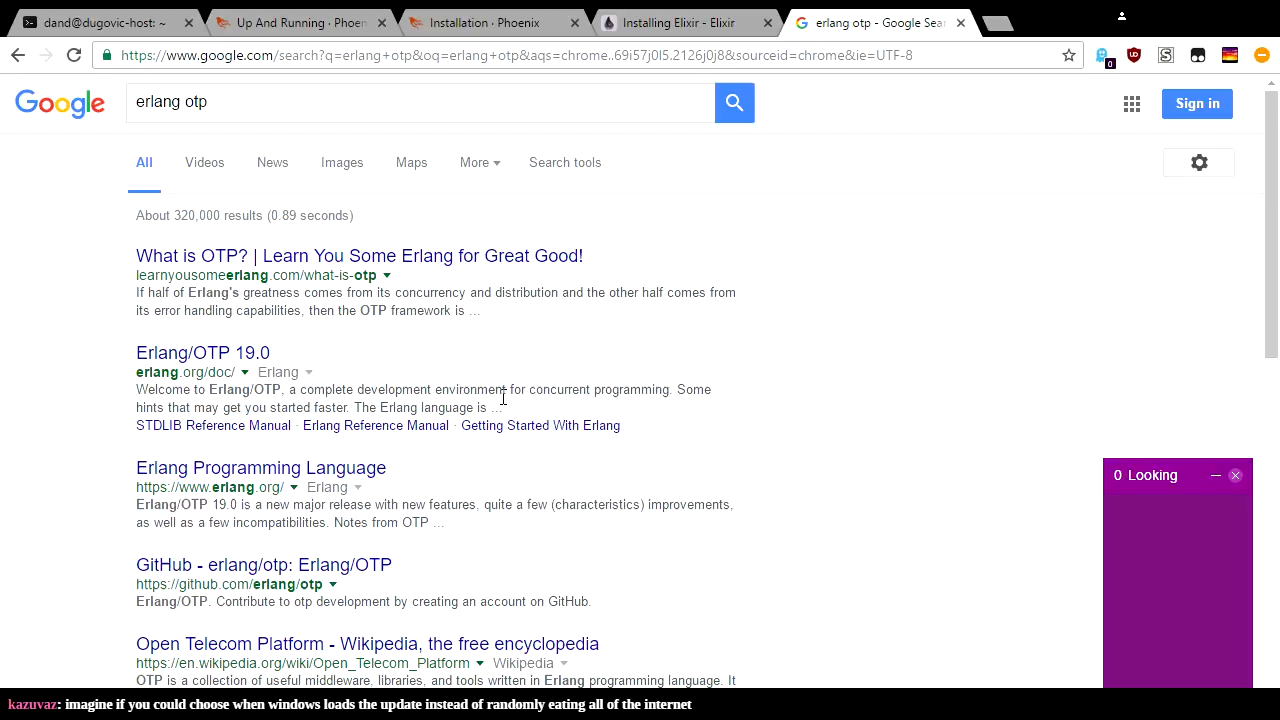 dand@dugovic-host: ~
Up And Running · Phoen
Installation · Phoenix
Installing Elixir - Elixir
erlang otp - Google Sear
https://www.google.com/search?q=erlang+otp&oq=erlang+otp&aqs=chrome..69i57j0l5.2126j0j8&sourceid=chrome&ie=UTF-8
0
Google
erlang otp
Sign in
All
Videos
News
Images
Maps
More
Search tools
About 320,000 results (0.89 seconds)
What is OTP? | Learn You Some Erlang for Great Good!
learnyousomeerlang.com/what-is-otp
If half of Erlang's greatness comes from its concurrency and distribution and the other half comes from
its error handling capabilities, then the OTP framework is ...
Erlang/OTP 19.0
erlang.org/doc/ Erlang
Welcome to Erlang/OTP, a complete development environment for concurrent programming. Some
hints that may get you started faster. The Erlang language is ...
STDLIB Reference Manual · Erlang Reference Manual · Getting Started With Erlang
Erlang Programming Language
https://www.erlang.org/ Erlang
Erlang/OTP 19.0 is a new major release with new features, quite a few (characteristics) improvements,
as well as a few incompatibilities. Notes from OTP ...
GitHub - erlang/otp: Erlang/OTP
https://github.com/erlang/otp
Erlang/OTP. Contribute to otp development by creating an account on GitHub.
Open Telecom Platform - Wikipedia, the free encyclopedia
https://en.wikipedia.org/wiki/Open_Telecom_Platform Wikipedia
OTP is a collection of useful middleware, libraries, and tools written in Erlang programming language. It
0 Looking
kazuvaz: imagine if you could choose when windows loads the update instead of randomly eating all of the internet